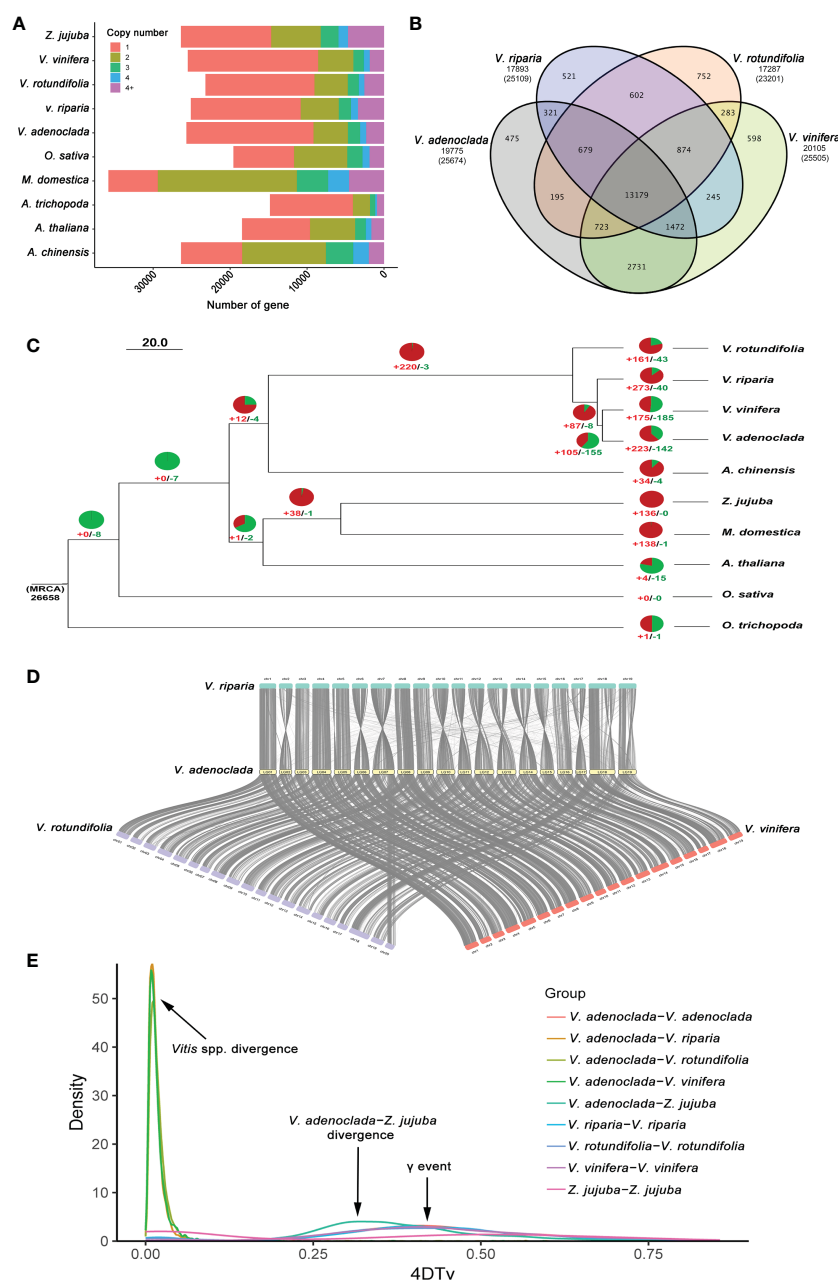 A
Copy number
1
2
3
4
4+
Z. jujuba
V. vinifera
V. rotundifolia
v. riparia
V. adenoclada
O. sativa
M. domestica
A. trichopoda
A. thaliana
A. chinensis
30000
20000
10000
0
Number of gene
B
V. riparia
17893
(25109)
V. rotundifolia
17287
(23201)
V. adenoclada
19775
(25674)
V. vinifera
20105
(25505)
521
752
602
321
283
475
598
679
874
195
13179
245
723
1472
2731
C
20.0
+220/-3
+12/-4
+0/-7
+0/-8
+38/-1
+1/-2
+87/-8
+105/-155
(MRCA)
26658
+161/-43
V. rotundifolia
+273/-40
V. riparia
+175/-185
V. vinifera
+223/-142
V. adenoclada
+34/-4
A. chinensis
+136/-0
Z. jujuba
+138/-1
M. domestica
+4/-15
A. thaliana
+0/-0
O. sativa
+1/-1
O. trichopoda
D
V. riparia
V. adenoclada
V. rotundifolia
V. vinifera
E
50
40
30
20
10
0
Density
Vitis spp. divergence
V. adenoclada−Z. jujuba
divergence
γ event
Group
V. adenoclada−V. adenoclada
V. adenoclada−V. riparia
V. adenoclada−V. rotundifolia
V. adenoclada−V. vinifera
V. adenoclada−Z. jujuba
V. riparia−V. riparia
V. rotundifolia−V. rotundifolia
V. vinifera−V. vinifera
Z. jujuba−Z. jujuba
0.00
0.25
0.50
0.75
4DTv